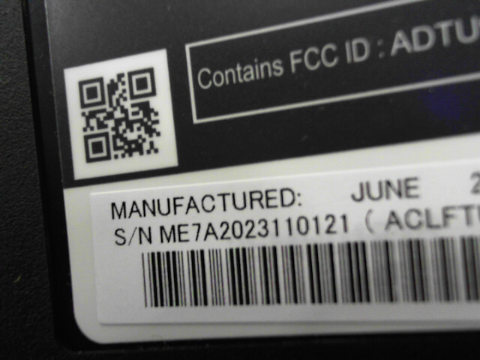 Contains FCC ID : ADTU
MANUFACTURED: JUNE 2
S/N ME7A2023110121 ( ACLFT